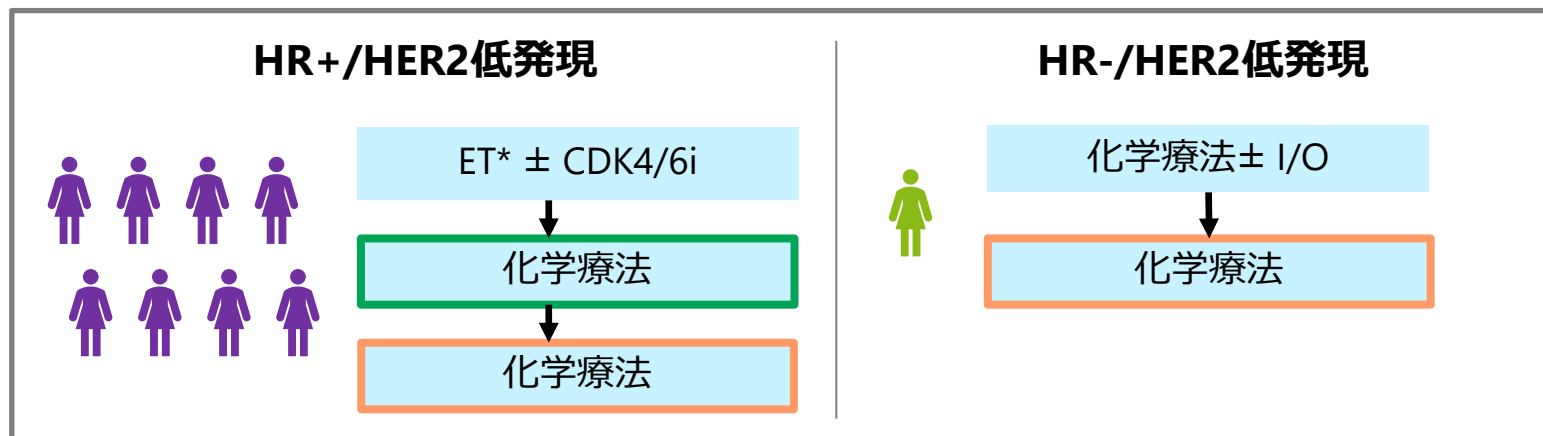 HR+/HER2低発現
ET* ± CDK4/6i
化学療法
化学療法
HR-/HER2低発現
化学療法± I/O
化学療法